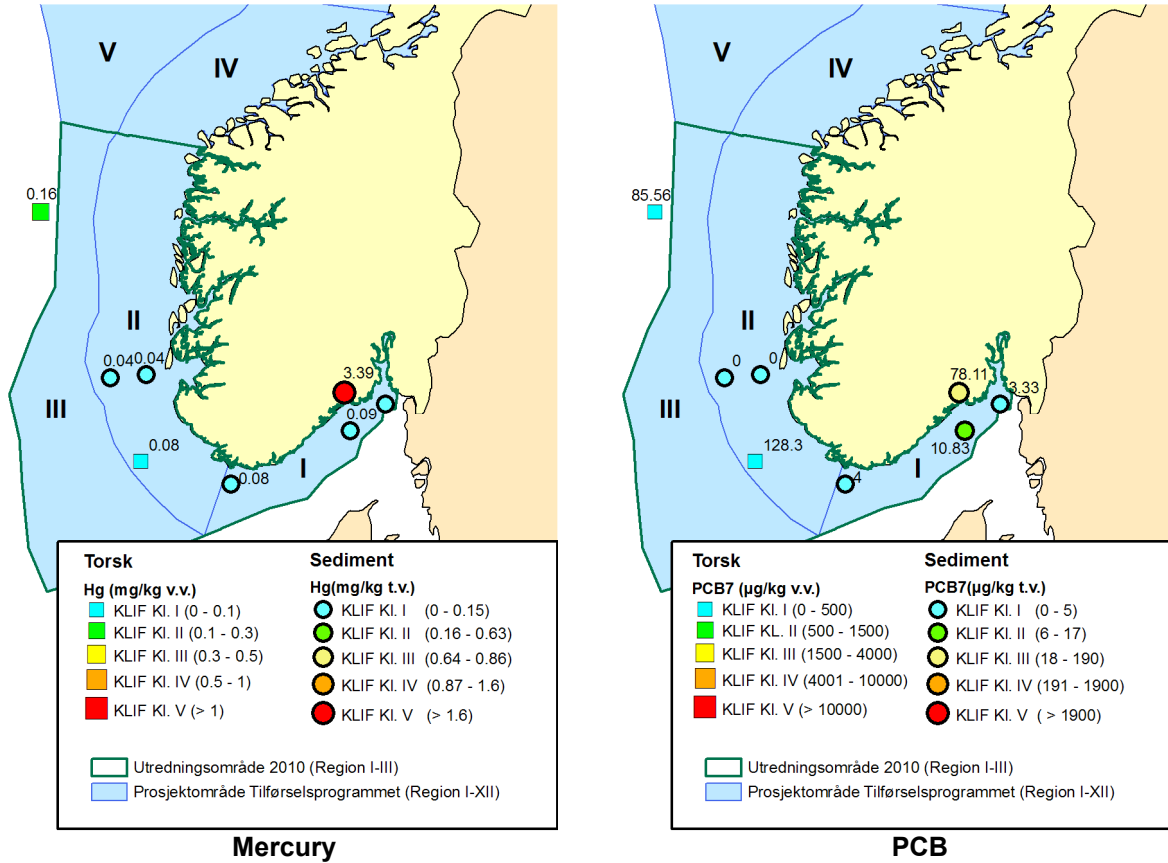 V
IV
0.16
II
0.04
0.04
III
3.39
0.09
0.08
I
0.08
Torsk
Hg (mg/kg v.v.)
KLIF Kl. I (0 - 0.1)
KLIF Kl. II (0.1 - 0.3)
KLIF Kl. III (0.3 - 0.5)
KLIF Kl. IV (0.5 - 1)
KLIF Kl. V (> 1)
Sediment
Hg(mg/kg t.v.)
KLIF Kl. I (0 - 0.15)
KLIF Kl. II (0.16 - 0.63)
KLIF Kl. III (0.64 - 0.86)
KLIF Kl. IV (0.87 - 1.6)
KLIF Kl. V (> 1.6)
Utredningsområde 2010 (Region I-III)
Prosjektområde Tilførselsprogrammet (Region I-XII)
Mercury
V
IV
85.56
II
0
0
III
78.11
3.33
128.3
10.83
I
4
Torsk
PCB7 (µg/kg v.v.)
KLIF Kl. I (0 - 500)
KLIF KL. II (500 - 1500)
KLIF Kl. III (1500 - 4000)
KLIF Kl. IV (4001 - 10000)
KLIF Kl. V (> 10000)
Sediment
PCB7(µg/kg t.v.)
KLIF Kl. I (0 - 5)
KLIF Kl. II (6 - 17)
KLIF Kl. III (18 - 190)
KLIF Kl. IV (191 - 1900)
KLIF Kl. V ( > 1900)
Utredningsområde 2010 (Region I-III)
Prosjektområde Tilførselsprogrammet (Region I-XII)
PCB